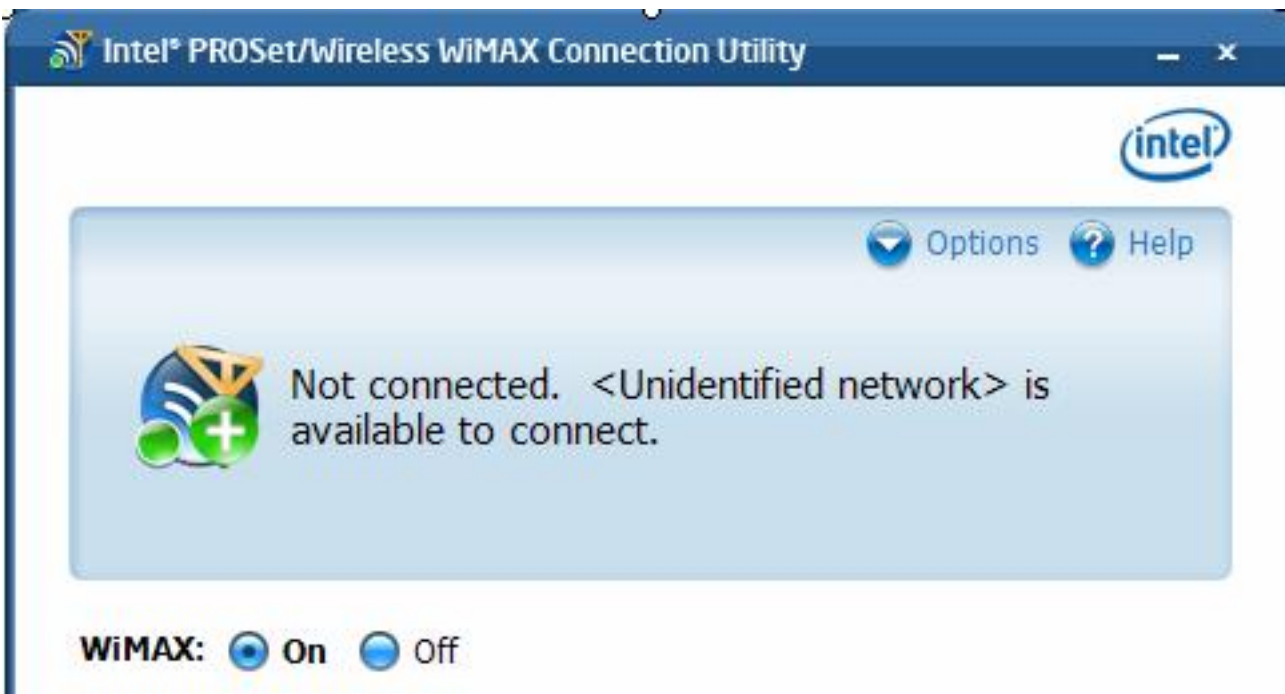 Intel® PROSet/Wireless WiMAX Connection Utility
intel
Options Help
Not connected. <Unidentified network> is
available to connect.
WiMAX: On Off